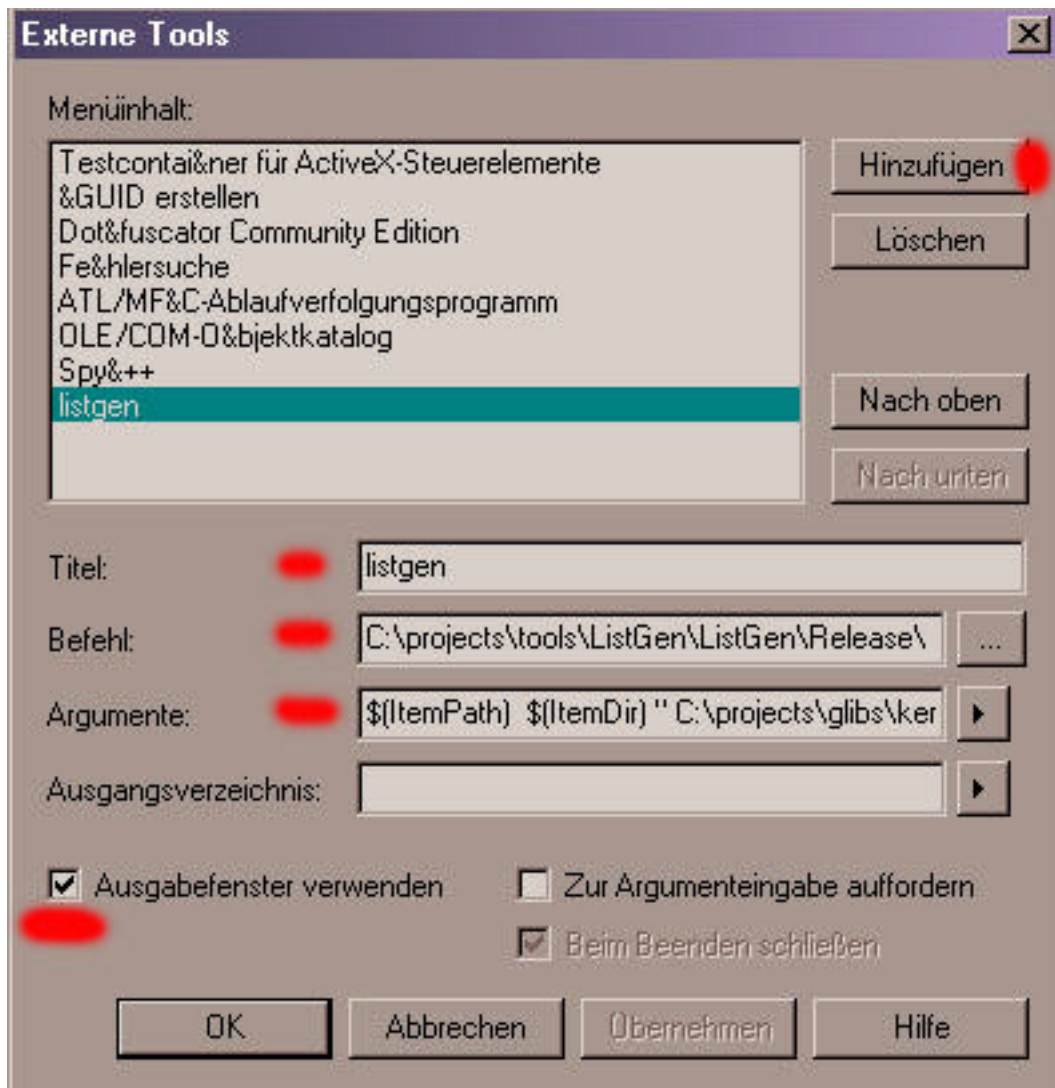 Externe Tools
Menüinhalt:
Testcontai&ner für ActiveX-Steuerelemente
&GUID erstellen
Dot&fuscator Community Edition
Fe&hlersuche
ATL/MF&C-Ablaufverfolgungsprogramm
OLE/COM-O&bjektkatalog
Spy&++
listgen
Hinzufügen
Löschen
Nach oben
Nach unten
Titel:
listgen
Befehl:
C:\projects\tools\ListGen\ListGen\Release\
...
Argumente:
$(ItemPath)  $(ItemDir) " C:\projects\glibs\ker
Ausgangsverzeichnis:
Ausgabefenster verwenden
Zur Argumenteingabe auffordern
Beim Beenden schließen
OK
Abbrechen
Übernehmen
Hilfe